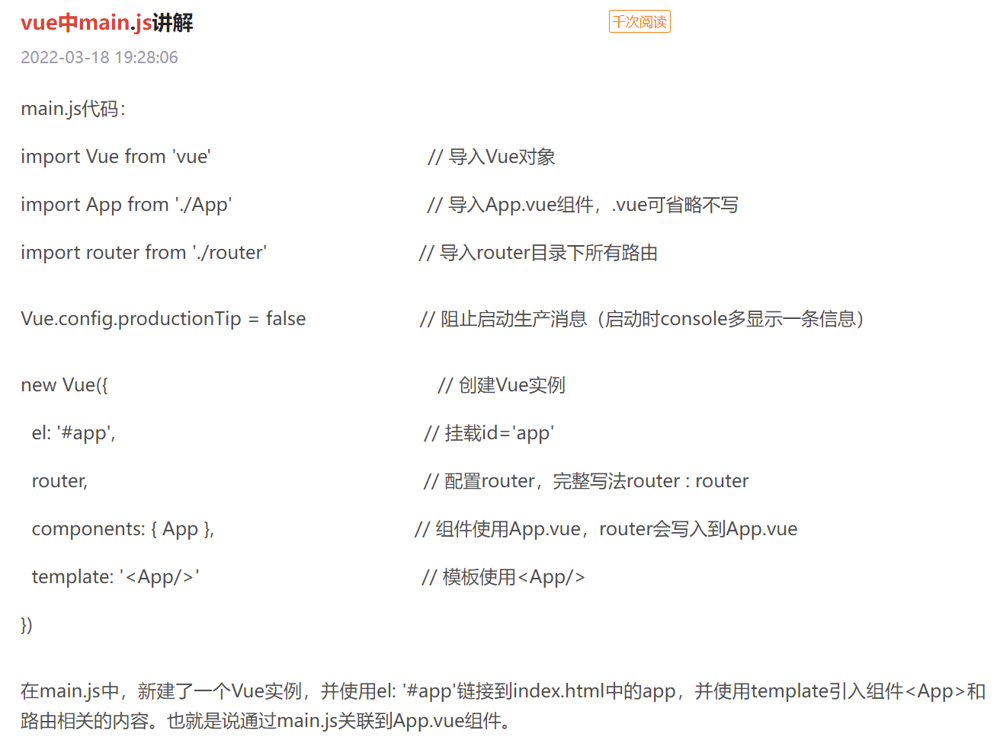 vue中main.js讲解
千次阅读
2022-03-18 19:28:06
main.js代码：
import Vue from 'vue' // 导入Vue对象
import App from './App' // 导入App.vue组件，.vue可省略不写
import router from './router' // 导入router目录下所有路由
Vue.config.productionTip = false // 阻止启动生产消息（启动时console多显示一条信息）
new Vue({ // 创建Vue实例
el: '#app', // 挂载id='app'
router, // 配置router，完整写法router : router
components: { App }, // 组件使用App.vue，router会写入到App.vue
template: '<App/>' // 模板使用<App/>
})
在main.js中，新建了一个Vue实例，并使用el: '#app'链接到index.html中的app，并使用template引入组件<App>和
路由相关的内容。也就是说通过main.js关联到App.vue组件。